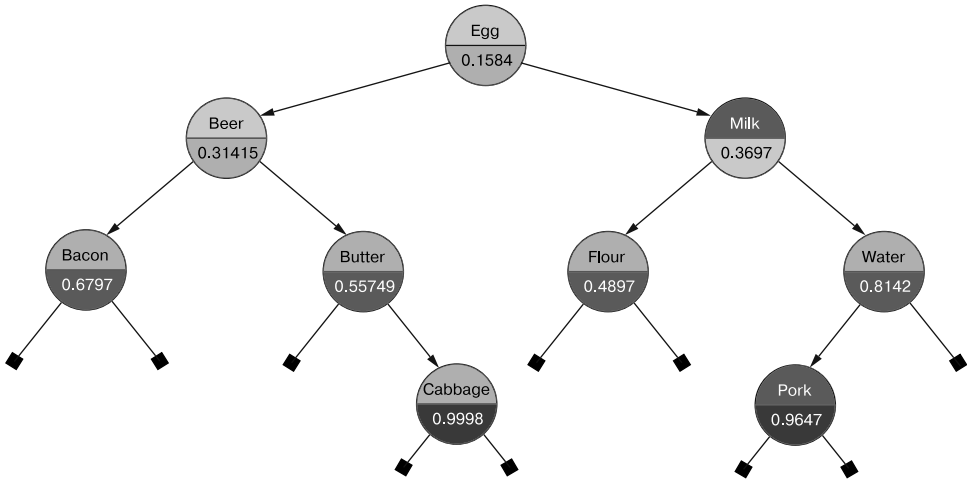 Egg
0.1584
Beer
0.31415
Milk
0.3697
Bacon
0.6797
Butter
0.55749
Flour
0.4897
Water
0.8142
Cabbage
0.9998
Pork
0.9647